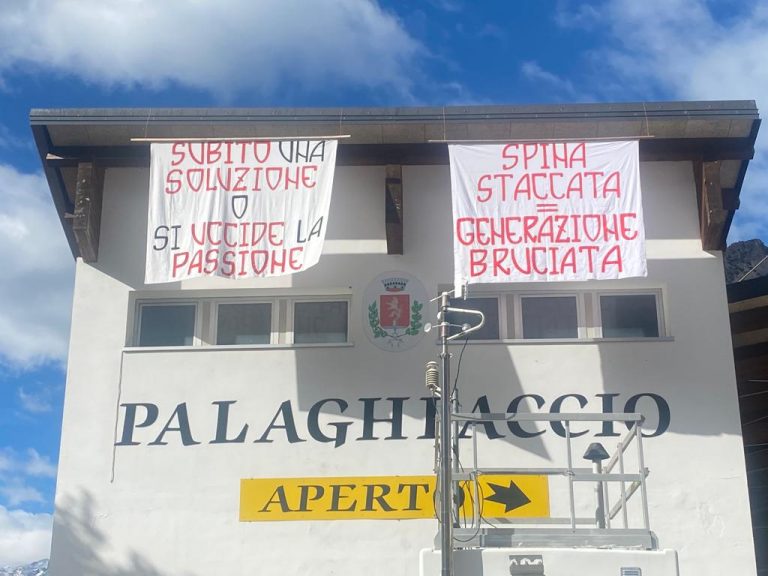 SUBITO UNA
SOLUZIONE
O
SI UCCIDE LA
PASSIONE
SPINA
STACCATA
=
GENERAZIONE
BRUCIATA
PALAGHIACCIO
APERTO →